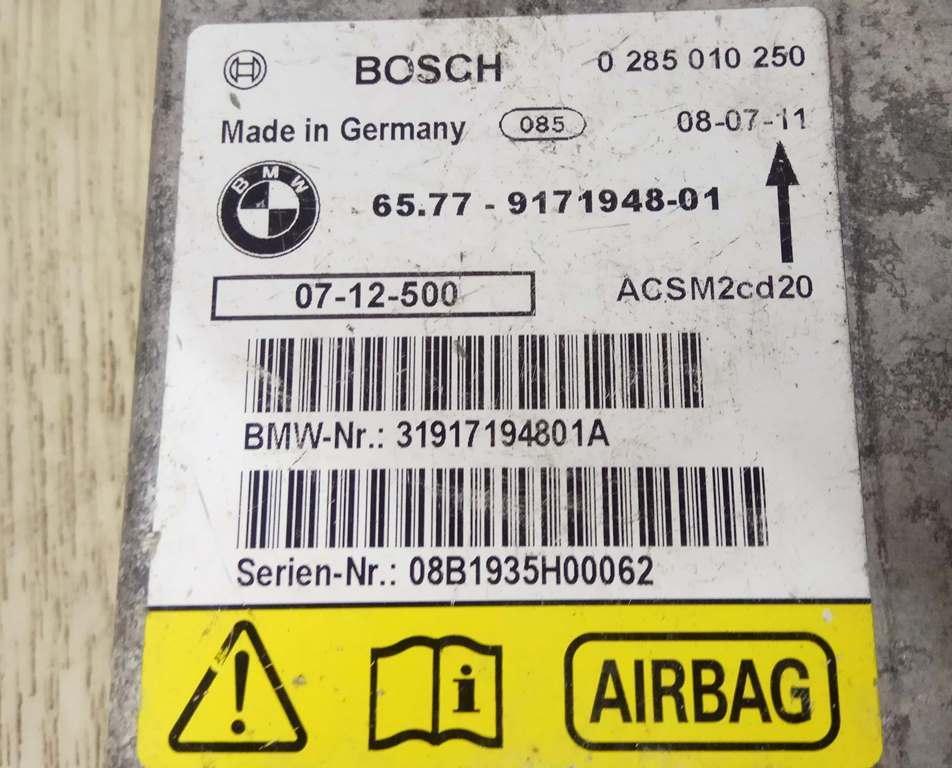 BOSCH 0 285 010 250
Made in Germany 085 08-07-11
BMW 65.77 - 9171948-01
07-12-500 ACSM2cd20
BMW-Nr.: 31917194801A
Serien-Nr.: 08B1935H00062
! i AIRBAG